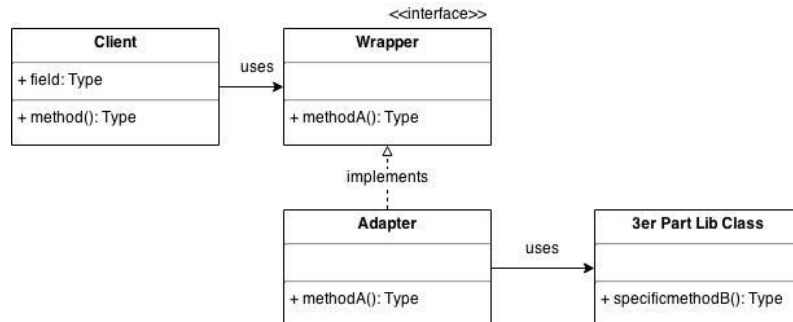 <<interface>>
Client
Wrapper
+ field: Type
uses
+ method(): Type
+ methodA(): Type
implements
Adapter
3er Part Lib Class
uses
+ methodA(): Type
+ specificmethodB(): Type